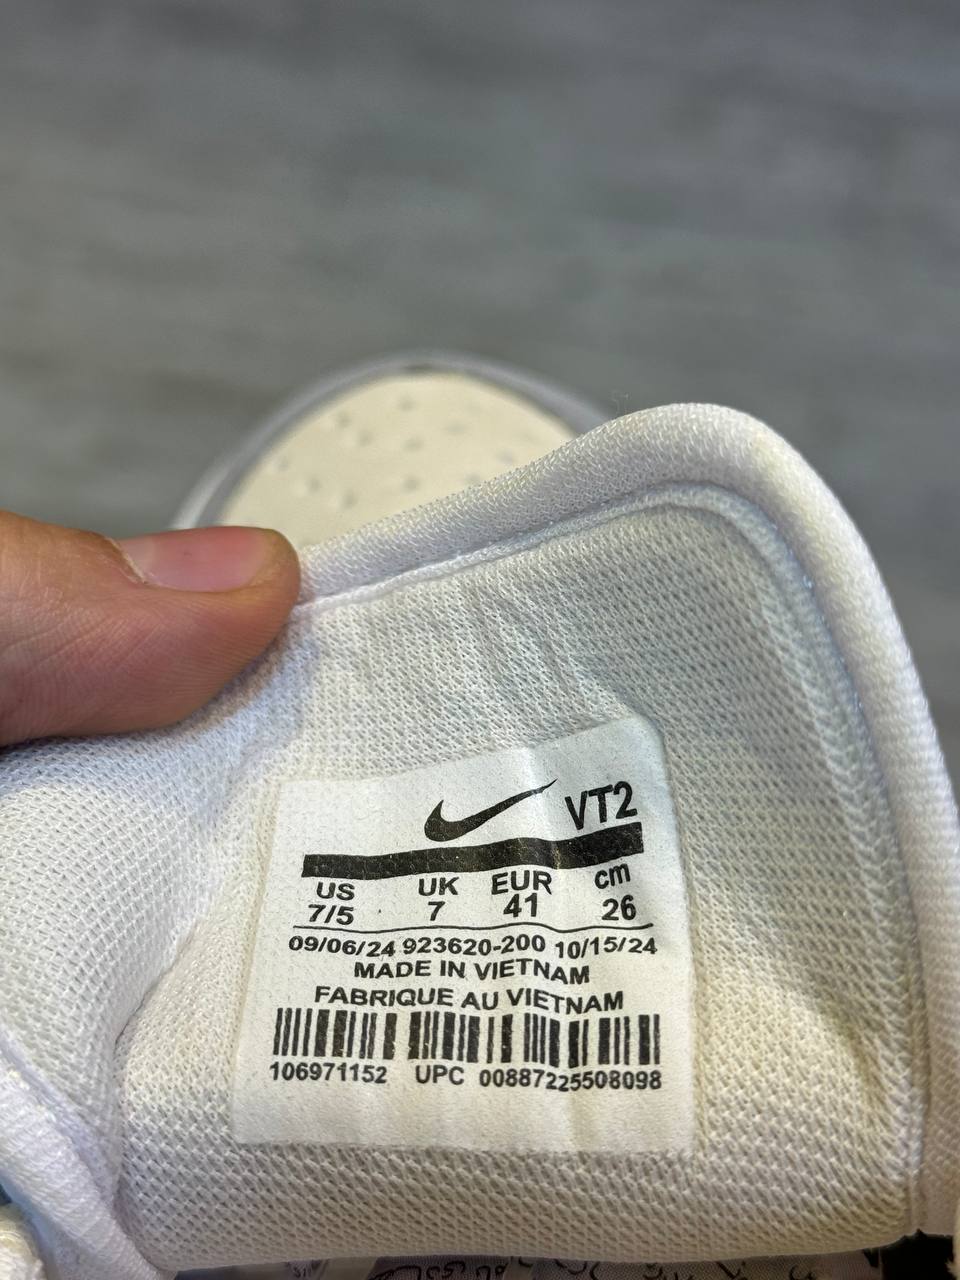 VT2
US UK EUR cm
7/5 7 41 26
09/06/24 923620-200 10/15/24
MADE IN VIETNAM
FABRIQUE AU VIETNAM
106971152 UPC 00887225508098